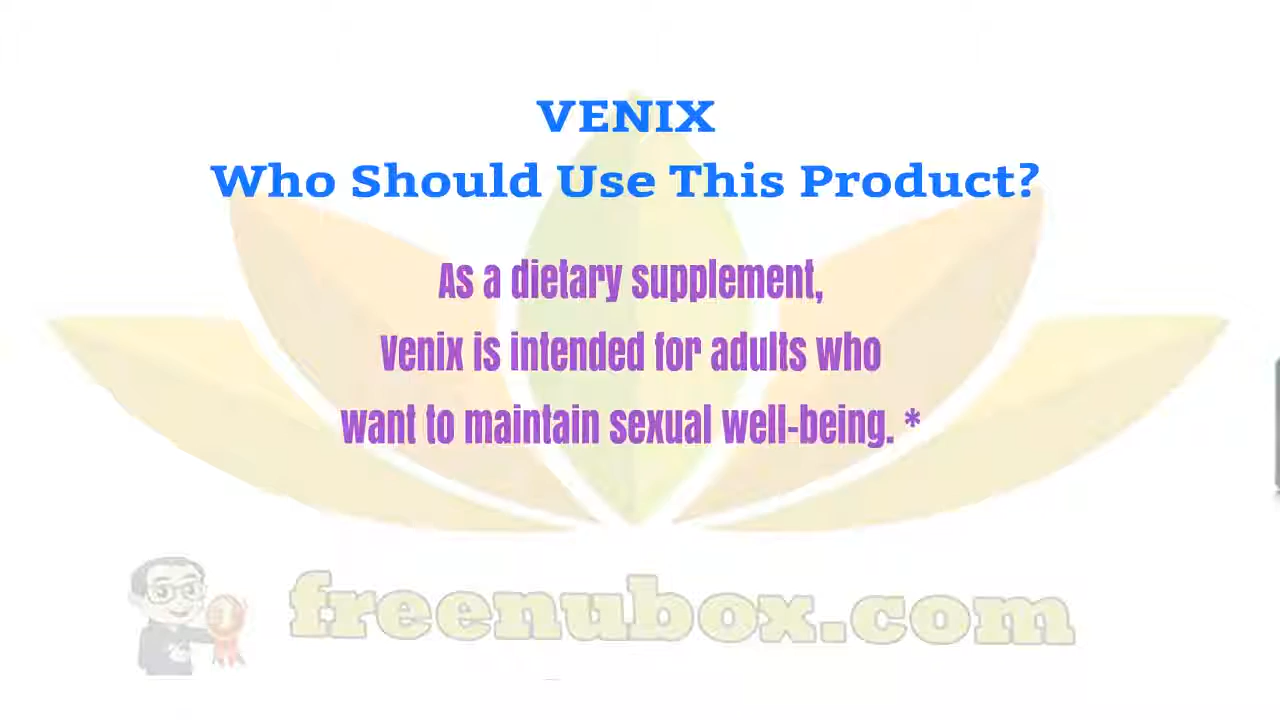 VENIX
Who Should Use This Product?
As a dietary supplement,
Venix is intended for adults who
want to maintain sexual well-being. *
freenubox.com